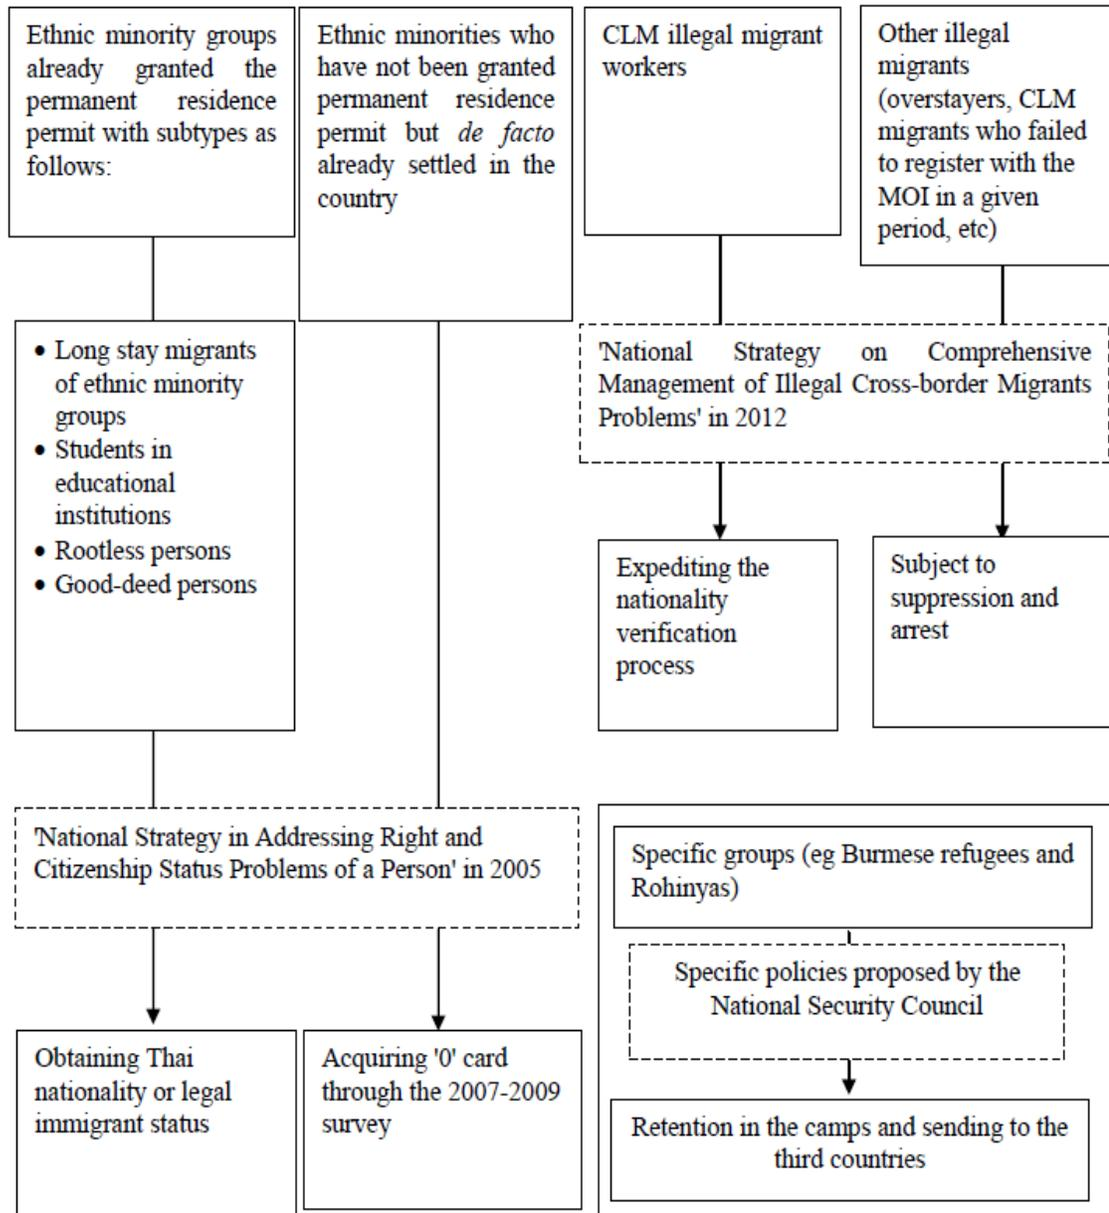 Ethnic minority groups
already granted the
permanent residence
permit with subtypes as
follows:
Ethnic minorities who
have not been granted
permanent residence
permit but de facto
already settled in the
country
CLM illegal migrant
workers
Other illegal
migrants
(overstayers, CLM
migrants who failed
to register with the
MOI in a given
period, etc)
• Long stay migrants
of ethnic minority
groups
• Students in
educational
institutions
• Rootless persons
• Good-deed persons
'National Strategy on Comprehensive
Management of Illegal Cross-border Migrants
Problems' in 2012
Expediting the
nationality
verification
process
Subject to
suppression and
arrest
'National Strategy in Addressing Right and
Citizenship Status Problems of a Person' in 2005
Specific groups (eg Burmese refugees and
Rohinyas)
Specific policies proposed by the
National Security Council
Obtaining Thai
nationality or legal
immigrant status
Acquiring '0' card
through the 2007-2009
survey
Retention in the camps and sending to the
third countries